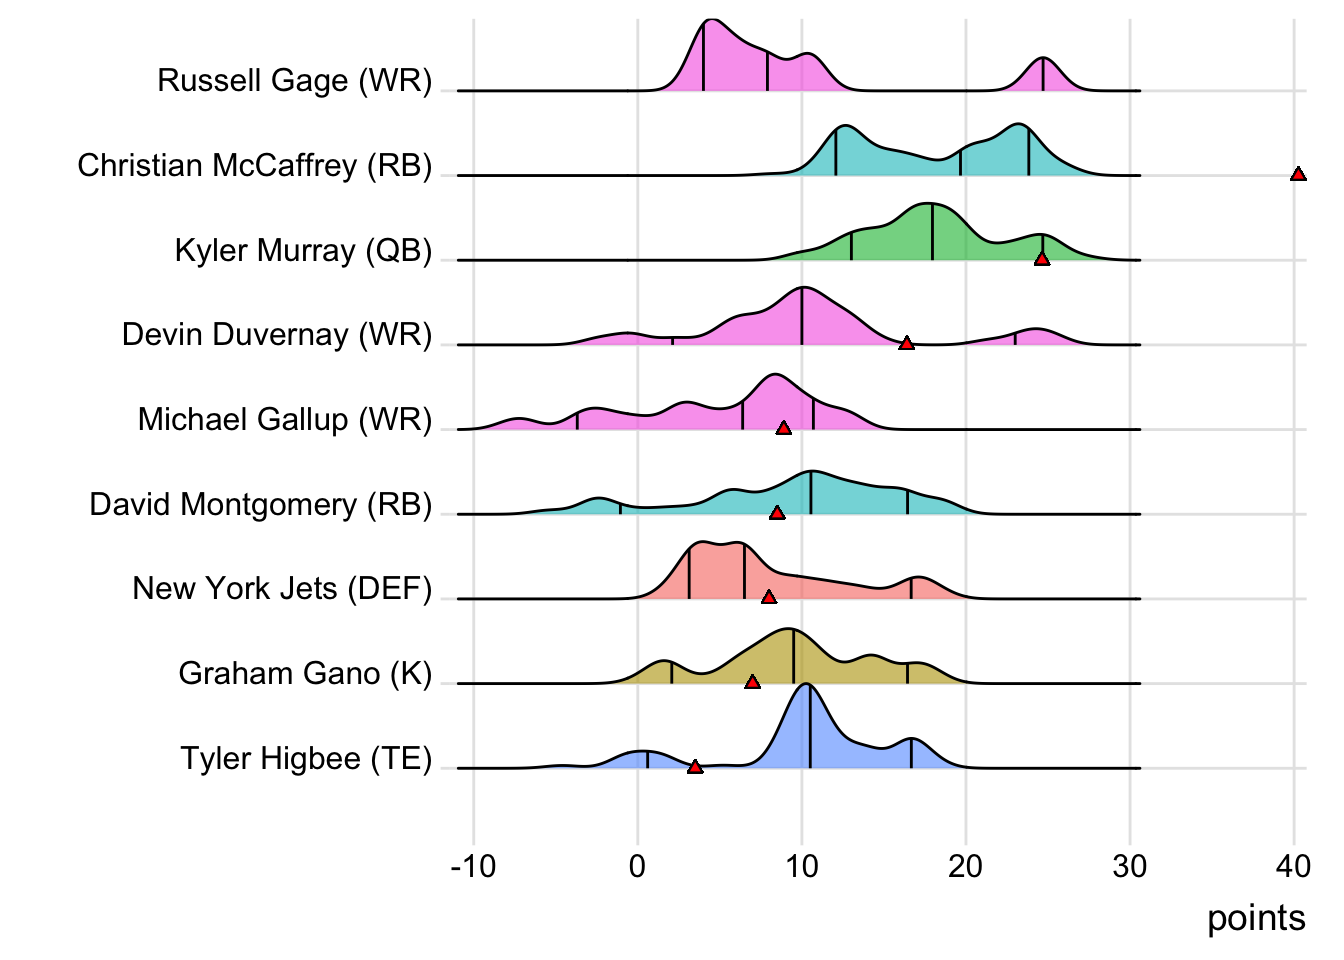 Russell Gage (WR)
Christian McCaffrey (RB)
Kyler Murray (QB)
Devin Duvernay (WR)
Michael Gallup (WR)
David Montgomery (RB)
New York Jets (DEF)
Graham Gano (K)
Tyler Higbee (TE)
-10 0 10 20 30 40
points